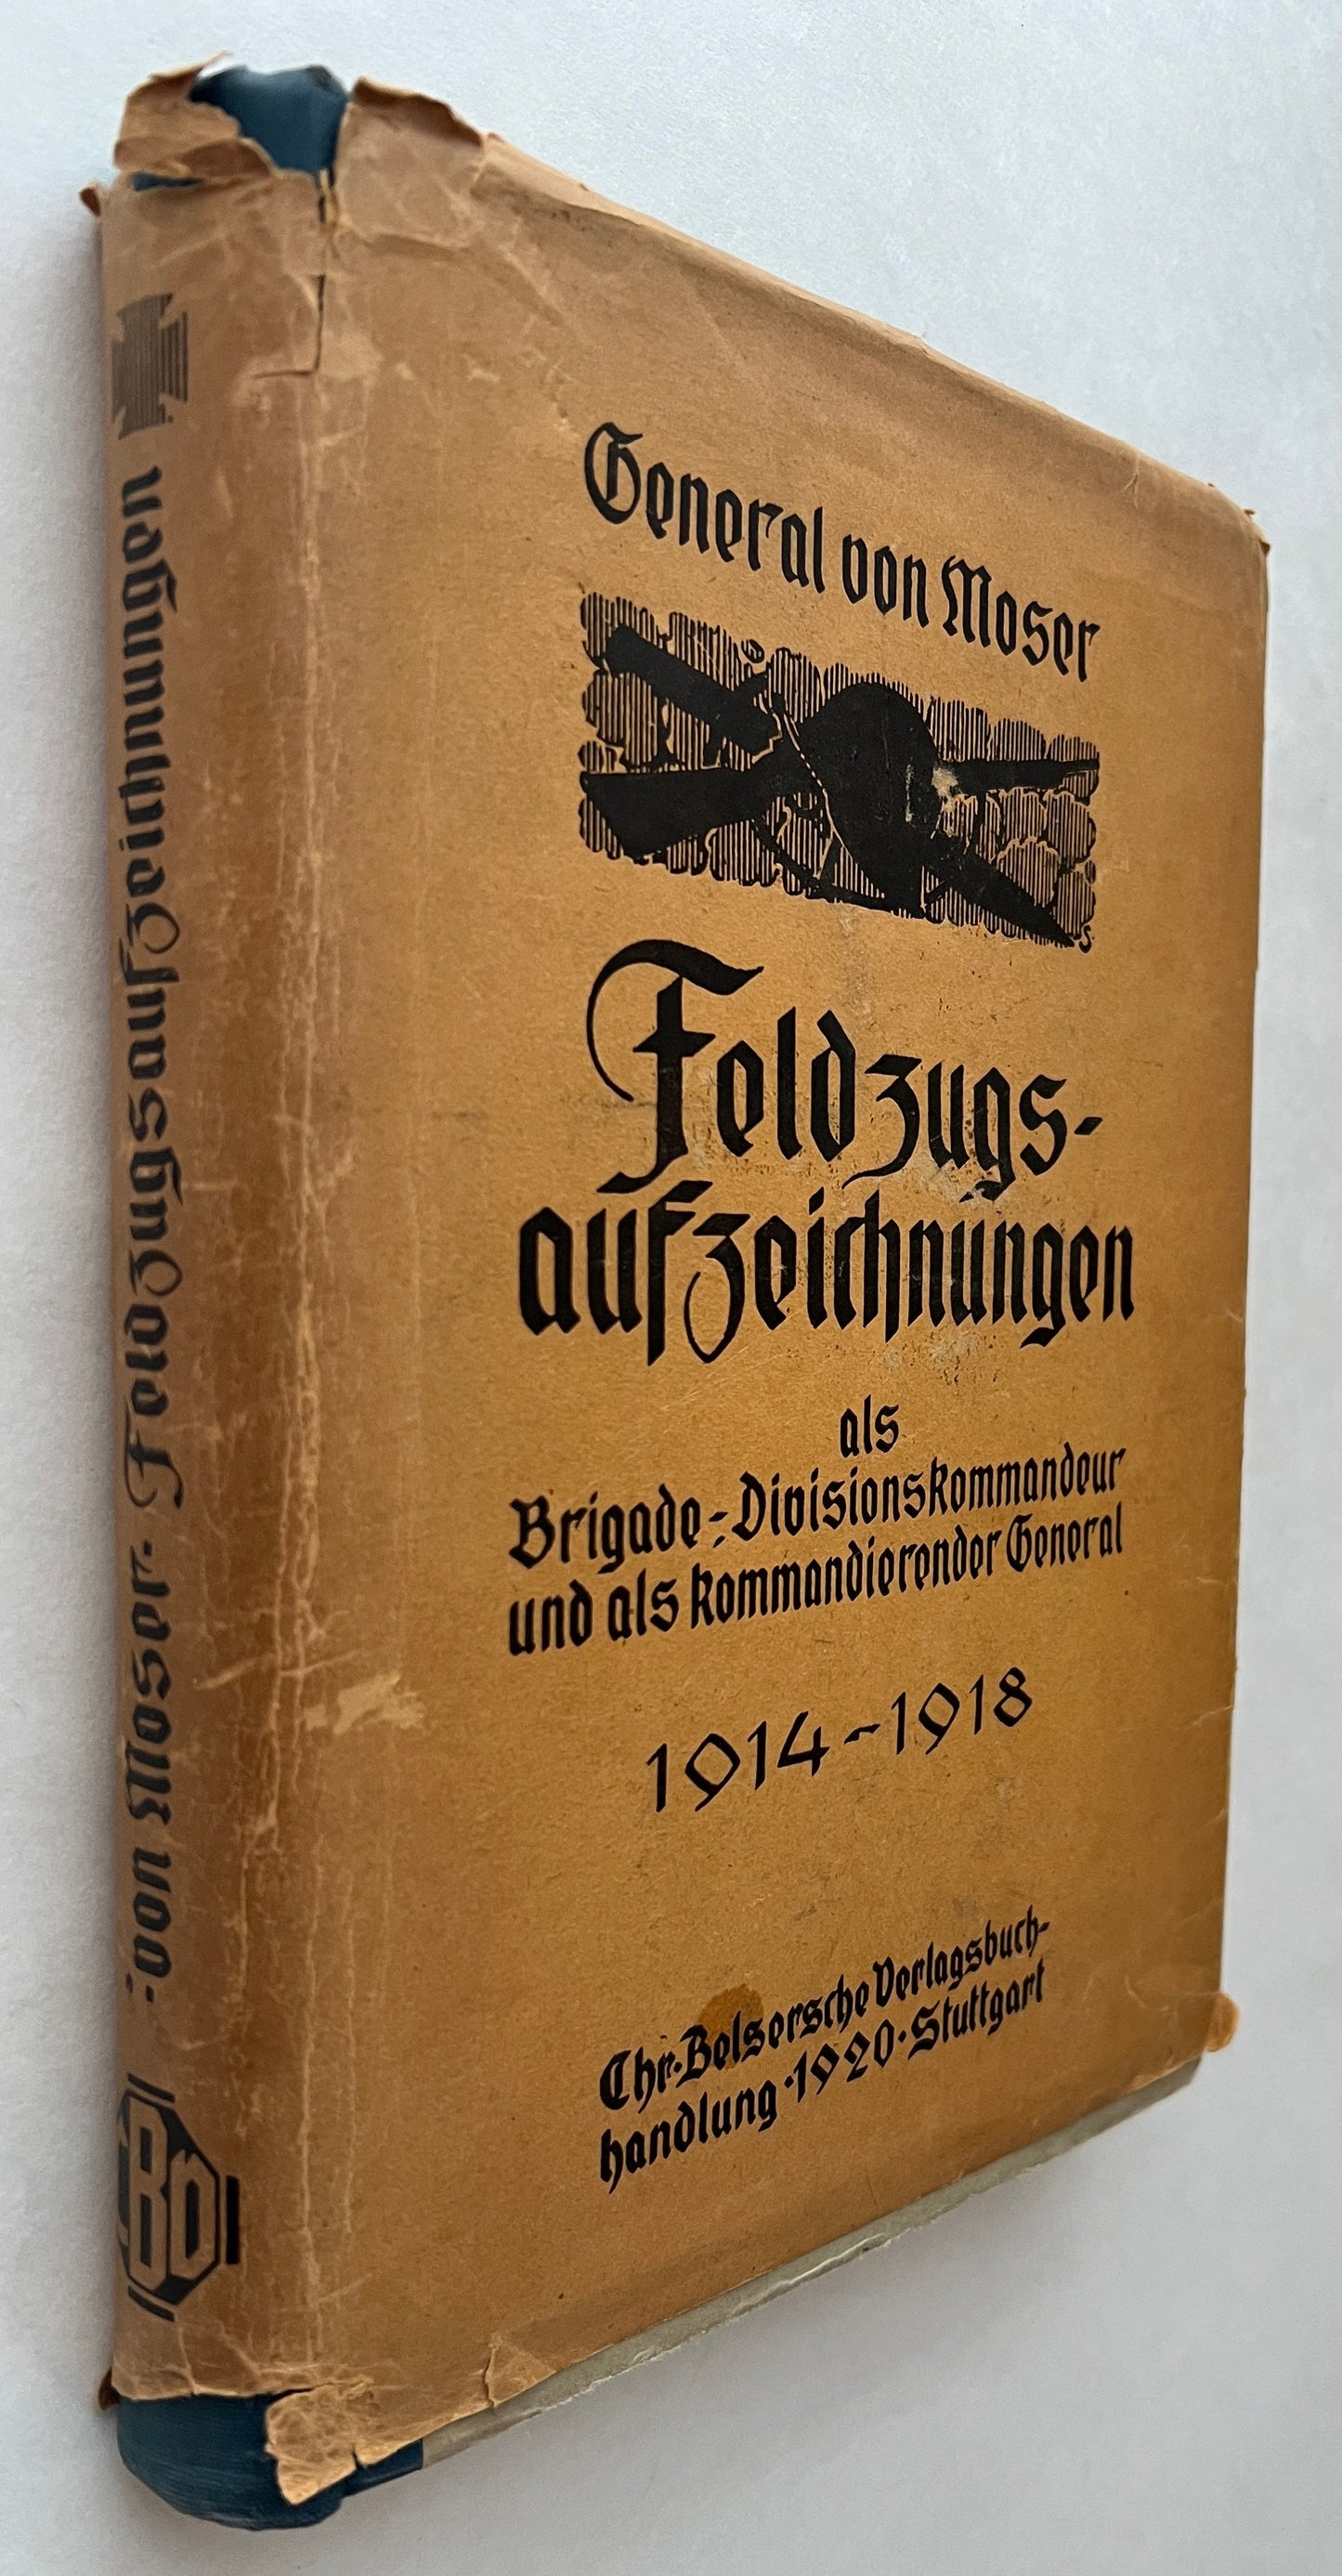 General von Moser
S.
Feldzugs-
aufzeichnungen
als
Brigade-, Divisionskommandeur
und als kommandierender General
1914-1918
Chr. Belsersche Verlagsbuch-
handlung · 1920 · Stuttgart
:von Moser · Feldzugsaufzeichnungen